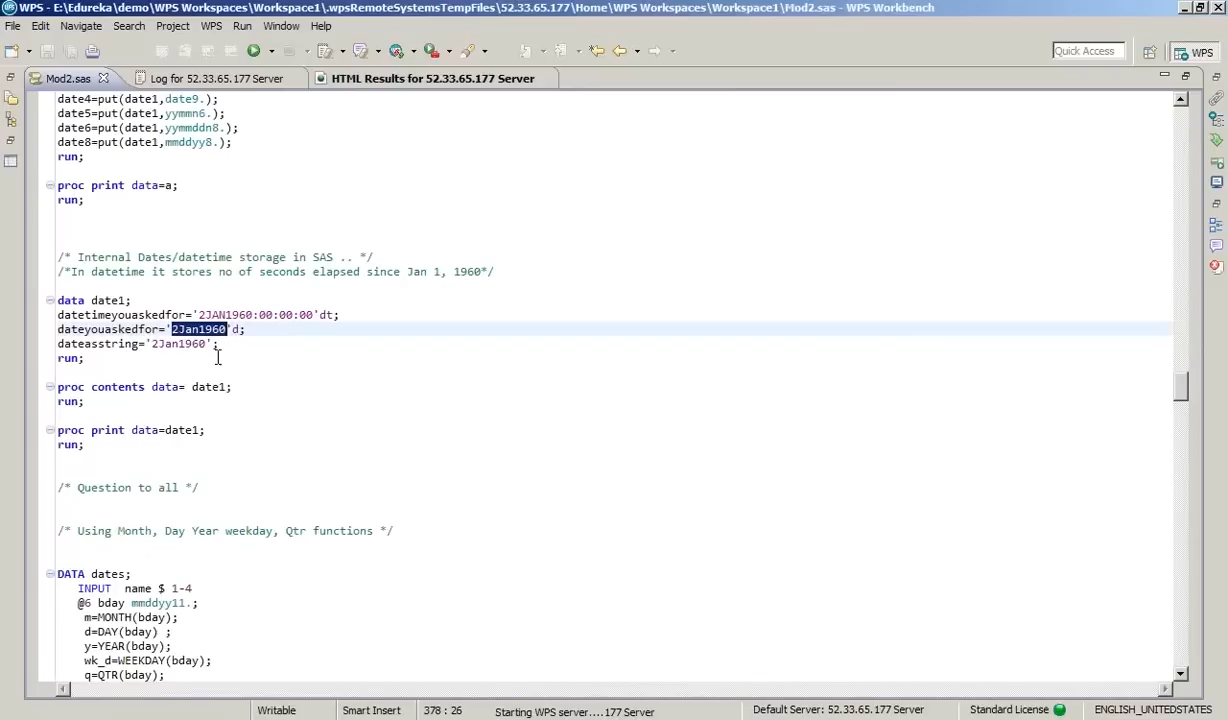 WPS - E:\Edureka\demo\WPS Workspaces\Workspace1\.wpsRemoteSystemsTempFiles\52.33.65.177\Home\WPS Workspaces\Workspace1\Mod2.sas - WPS Workbench
File Edit Navigate Search Project WPS Run Window Help
Quick Access
WPS
Mod2.sas
Log for 52.33.65.177 Server
HTML Results for 52.33.65.177 Server
date4=put(date1,date9.);
date5=put(date1,yymmn6.);
date6=put(date1,yymmddn8.);
date8=put(date1,mmddyy8.);
run;
proc print data=a;
run;
/* Internal Dates/datetime storage in SAS .. */
/*In datetime it stores no of seconds elapsed since Jan 1, 1960*/
data date1;
datetimeyouaskedfor='2JAN1960:00:00:00'dt;
dateyouaskedfor='2Jan1960'd;
dateasstring='2Jan1960';
run;
proc contents data= date1;
run;
proc print data=date1;
run;
/* Question to all */
/* Using Month, Day Year weekday, Qtr functions */
DATA dates;
INPUT name $ 1-4
@6 bday mmddyy11.;
m=MONTH(bday);
d=DAY(bday) ;
y=YEAR(bday);
wk_d=WEEKDAY(bday);
q=QTR(bday);
Writable
Smart Insert
378 : 26
Starting WPS server....177 Server
Default Server: 52.33.65.177 Server
Standard License
ENGLISH_UNITEDSTATES